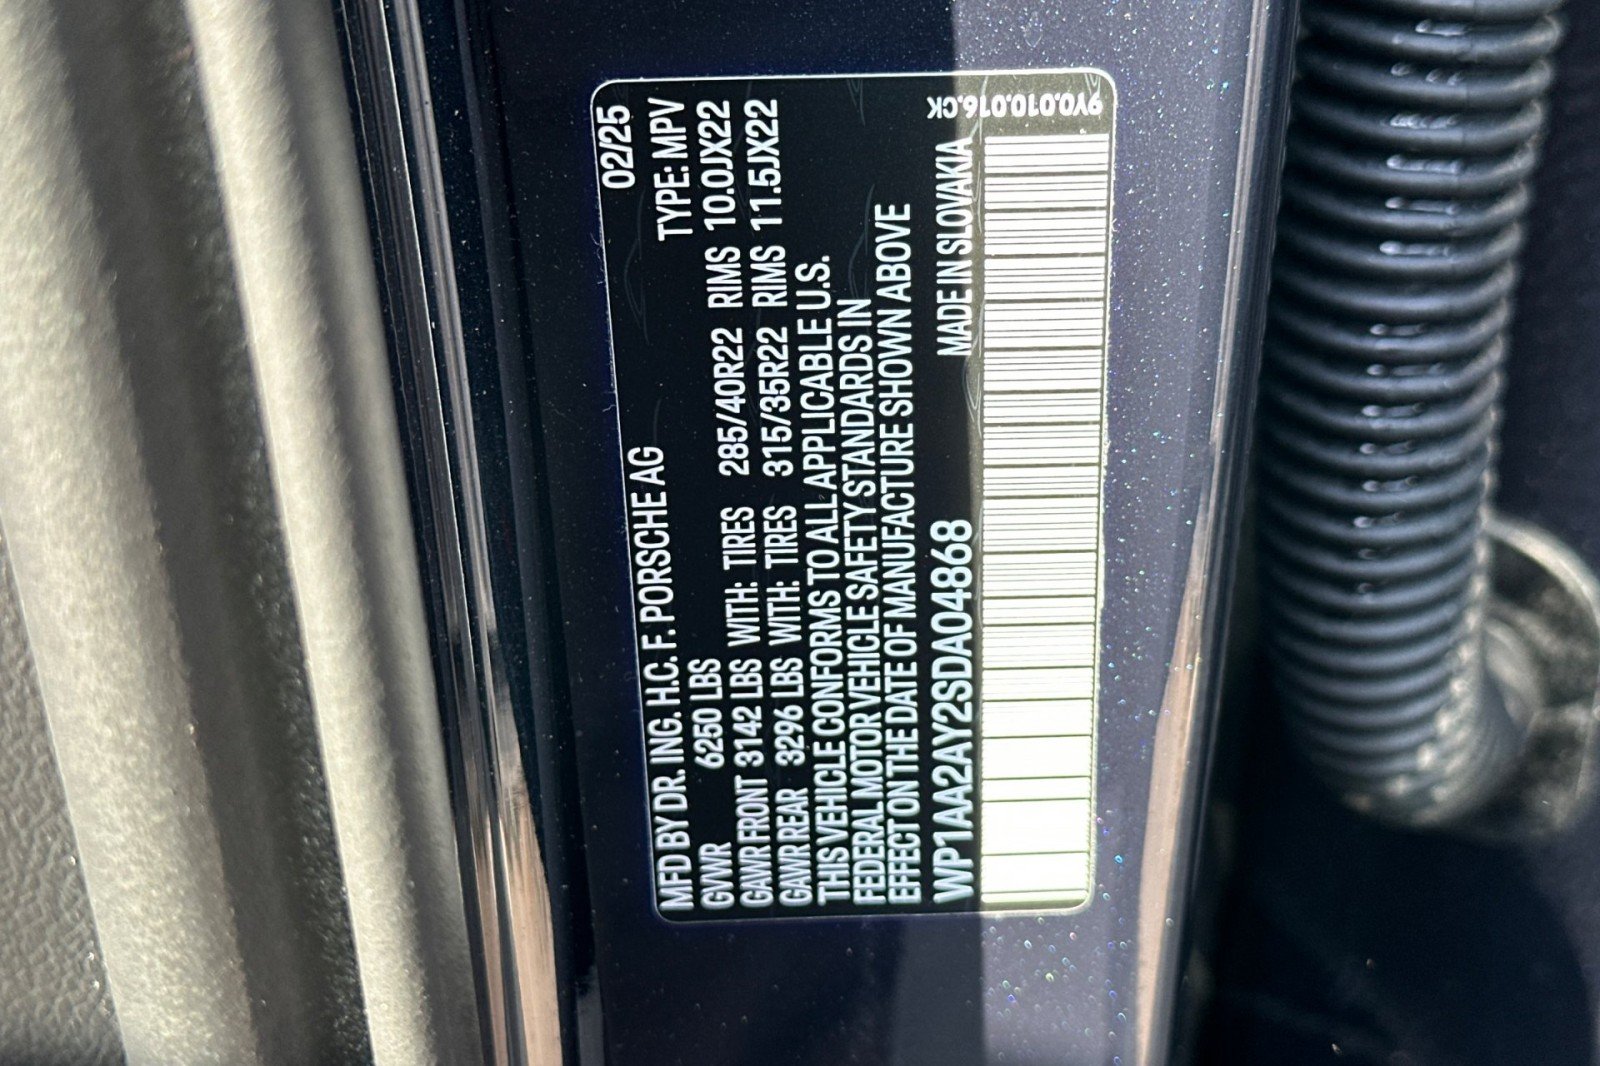 MFD BY DR. ING. H.C. F. PORSCHE AG 02/25
GVWR 6250 LBS TYPE: MPV
GAWR FRONT 3142 LBS WITH: TIRES 285/40R22 RIMS 10.0JX22
GAWR REAR 3296 LBS WITH: TIRES 315/35R22 RIMS 11.5JX22
THIS VEHICLE CONFORMS TO ALL APPLICABLE U.S.
FEDERAL MOTOR VEHICLE SAFETY STANDARDS IN
EFFECT ON THE DATE OF MANUFACTURE SHOWN ABOVE
WP1AA2AY2SDA04868 MADE IN SLOVAKIA
9Y0.010.016.CK